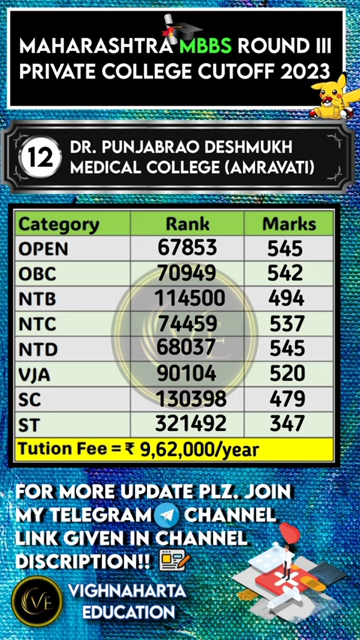 MAHARASHTRA MBBS ROUND III
PRIVATE COLLEGE CUTOFF 2023
12
DR. PUNJABRAO DESHMUKH
MEDICAL COLLEGE (AMRAVATI)
Category Rank Marks
OPEN 67853 545
OBC 70949 542
NTB 114500 494
NTC 74459 537
NTD 68037 545
VJA 90104 520
SC 130398 479
ST 321492 347
Tution Fee = ₹ 9,62,000/year
FOR MORE UPDATE PLZ. JOIN
MY TELEGRAM CHANNEL
LINK GIVEN IN CHANNEL
DISCRIPTION!!
VE
VIGHNAHARTA
EDUCATION